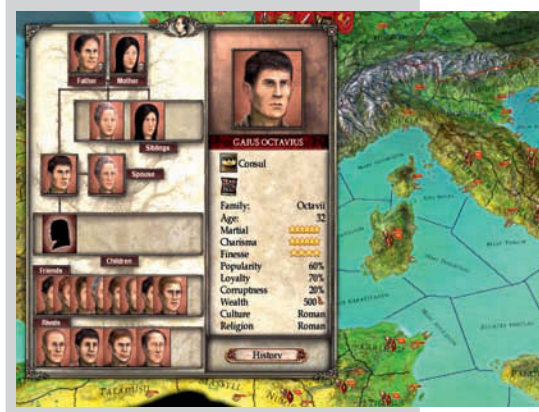 Father Mother
Siblings
Spouse
Children
Friends
Rivals
GAIUS OCTAVIUS
Consul
Family: Octavii
Age: 32
Martial
Charisma
Finesse
Popularity 60%
Loyalty 70%
Corruptness 20%
Wealth 500
Culture Roman
Religion Roman
History